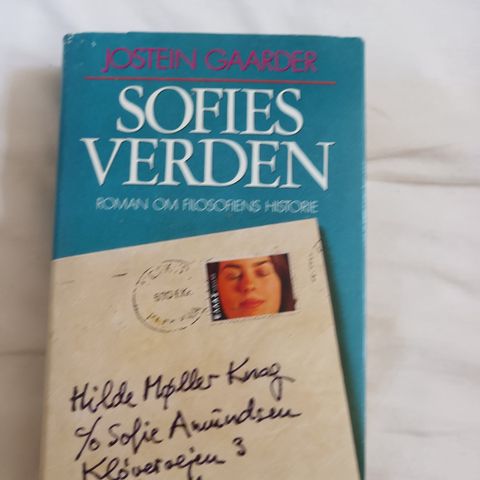 JOSTEIN GAARDER
SOFIES
VERDEN
ROMAN OM FILOSOFIENS HISTORIE
Hilde Møller Knag
c/o Sofie Amundsen
Kløverveien 3